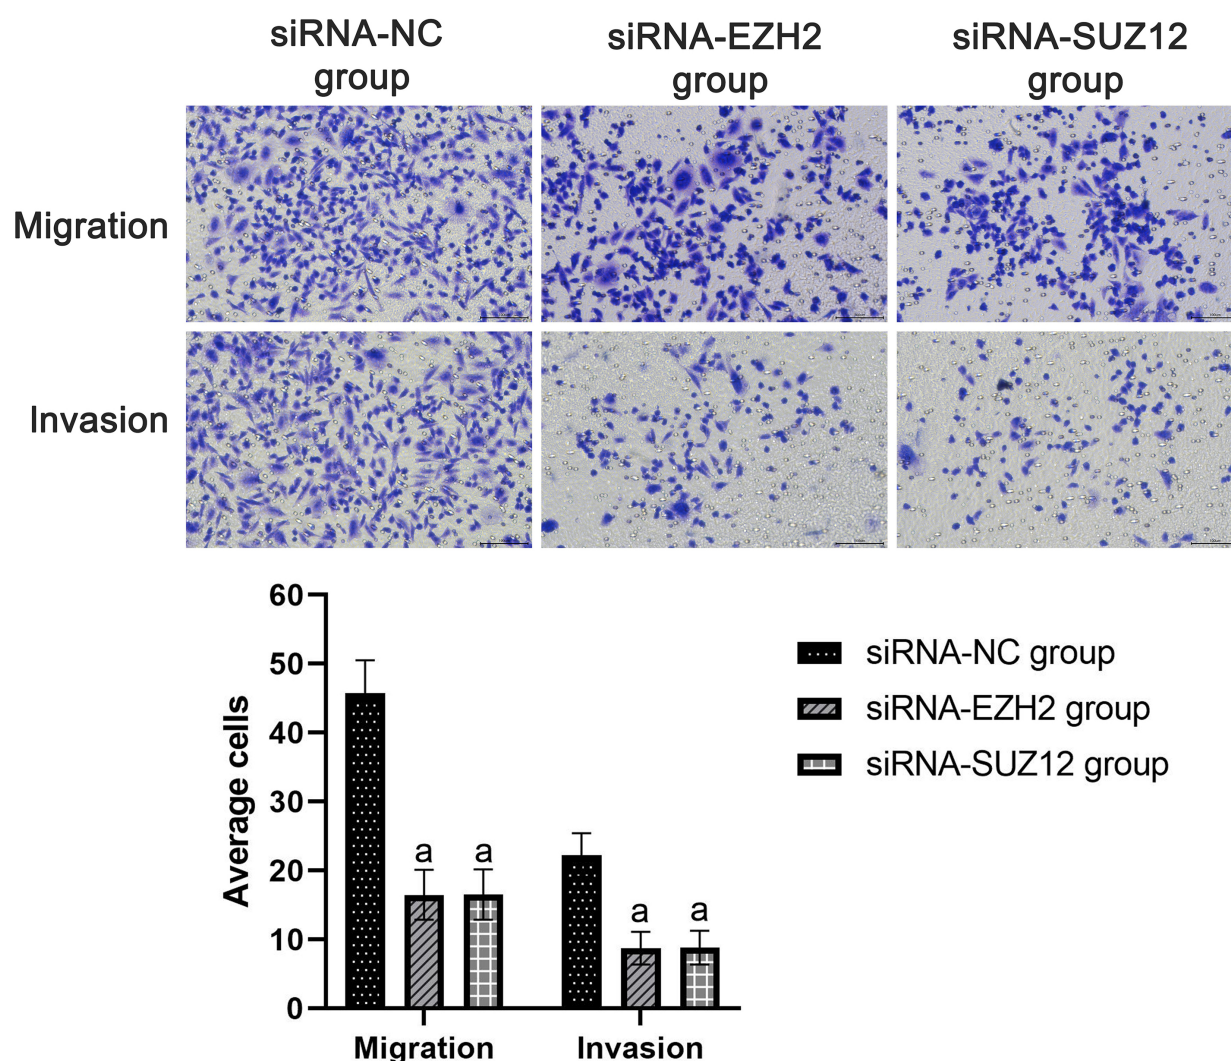 siRNA-NC
group
siRNA-EZH2
group
siRNA-SUZ12
group
Migration
Invasion
60
50
40
30
20
10
0
Average cells
a
a
a
a
Migration
Invasion
siRNA-NC group
siRNA-EZH2 group
siRNA-SUZ12 group